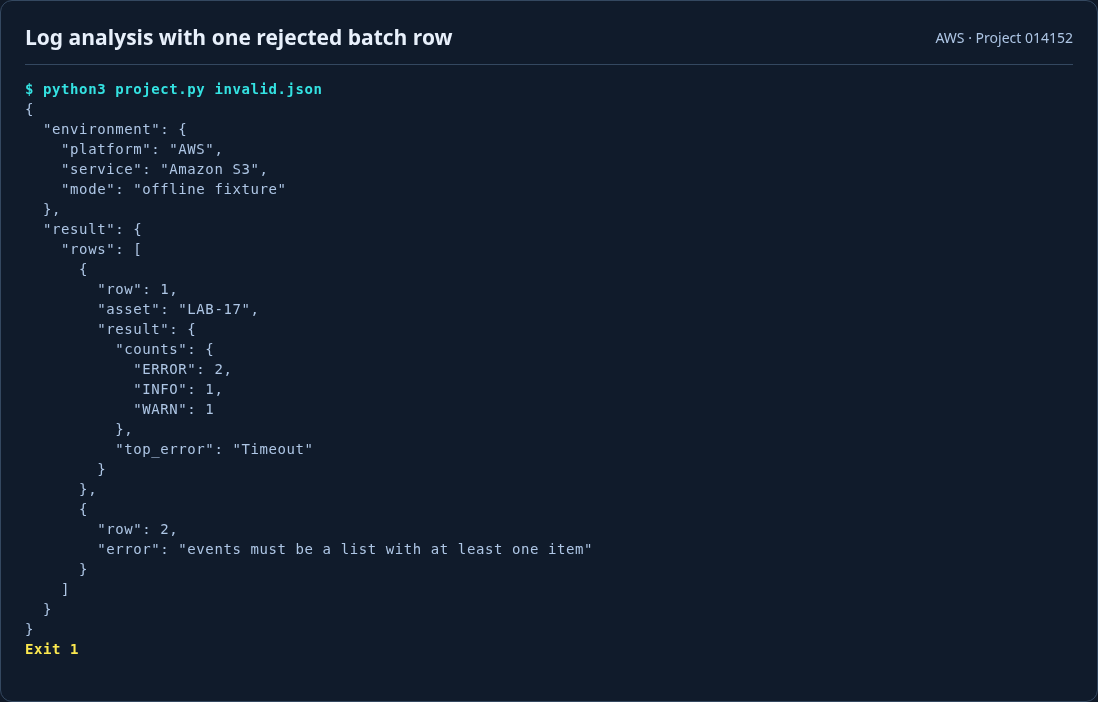 Log analysis with one rejected batch row
AWS · Project 014152
$ python3 project.py invalid.json
{
  "environment": {
    "platform": "AWS",
    "service": "Amazon S3",
    "mode": "offline fixture"
  },
  "result": {
    "rows": [
      {
        "row": 1,
        "asset": "LAB-17",
        "result": {
          "counts": {
            "ERROR": 2,
            "INFO": 1,
            "WARN": 1
          },
          "top_error": "Timeout"
        }
      },
      {
        "row": 2,
        "error": "events must be a list with at least one item"
      }
    ]
  }
}
Exit 1